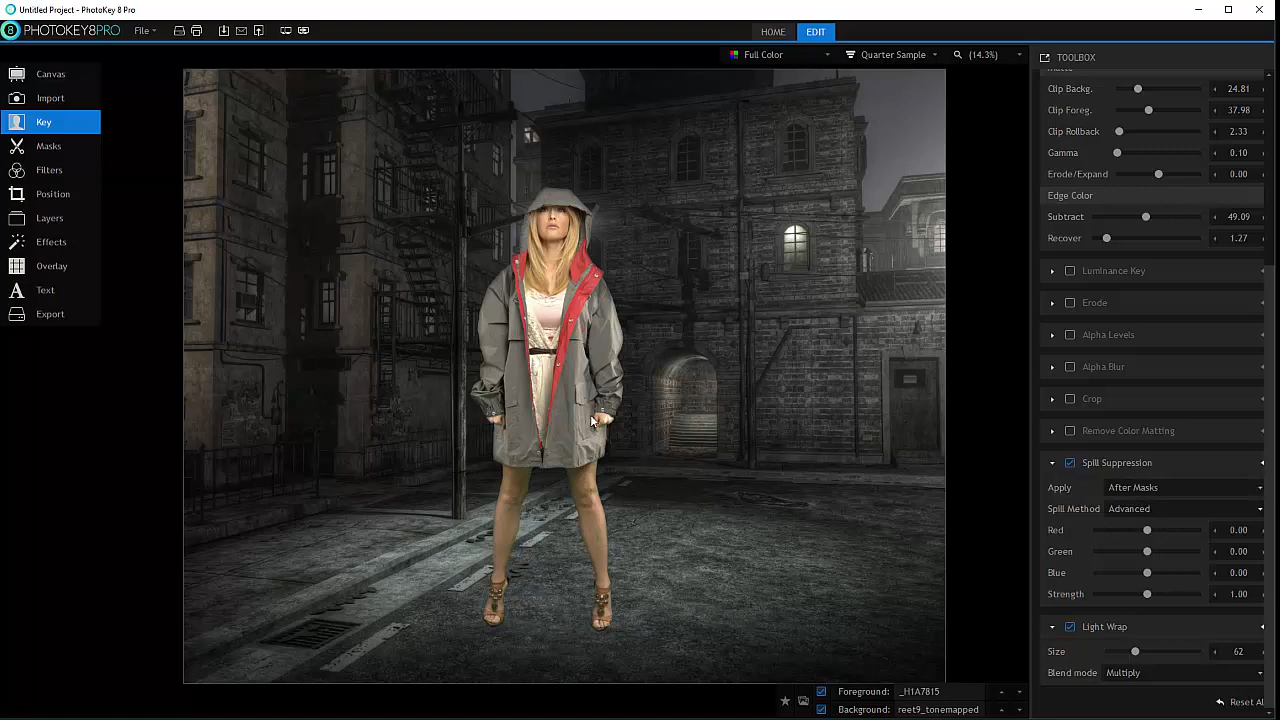 Untitled Project * - PhotoKey 8 Pro
8 PHOTOKEY8PRO File HOME EDIT
Full Color Quarter Sample (14.3%) TOOLBOX
Canvas
Import
Key
Masks
Filters
Position
Layers
Effects
Overlay
Text
Export
Clip Backg. 24.81
Clip Foreg. 37.98
Clip Rollback 2.33
Gamma 0.10
Erode/Expand 0.00
Edge Color
Subtract 49.09
Recover 1.27
Luminance Key
Erode
Alpha Levels
Alpha Blur
Crop
Remove Color Matting
Spill Suppression
Apply After Masks
Spill Method Advanced
Red 0.00
Green 0.00
Blue 0.00
Strength 1.00
Light Wrap
Size 62
Blend mode Multiply
Reset Al
Foreground: _H1A7815
Background: reet9_tonemapped